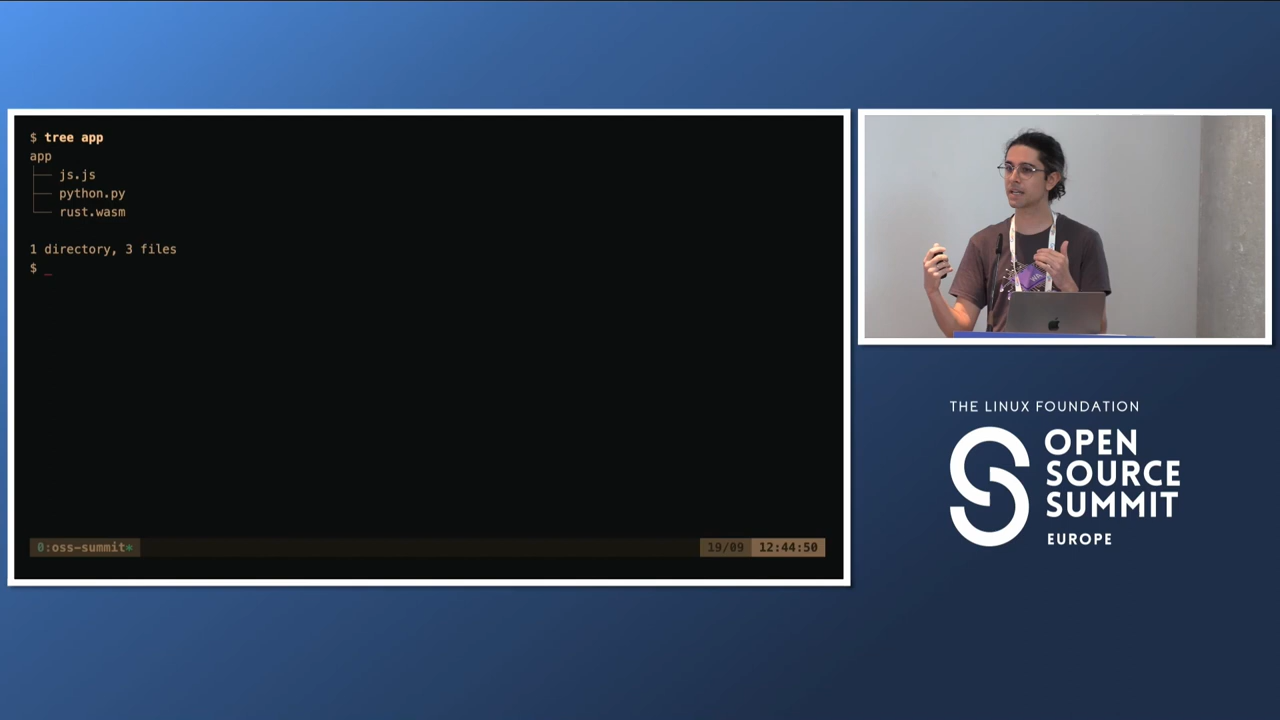 $ tree app
app
├── js.js
├── python.py
└── rust.wasm
1 directory, 3 files
$ _
0:oss-summit*
19/09 12:44:50
THE LINUX FOUNDATION
OPEN
SOURCE
SUMMIT
EUROPE